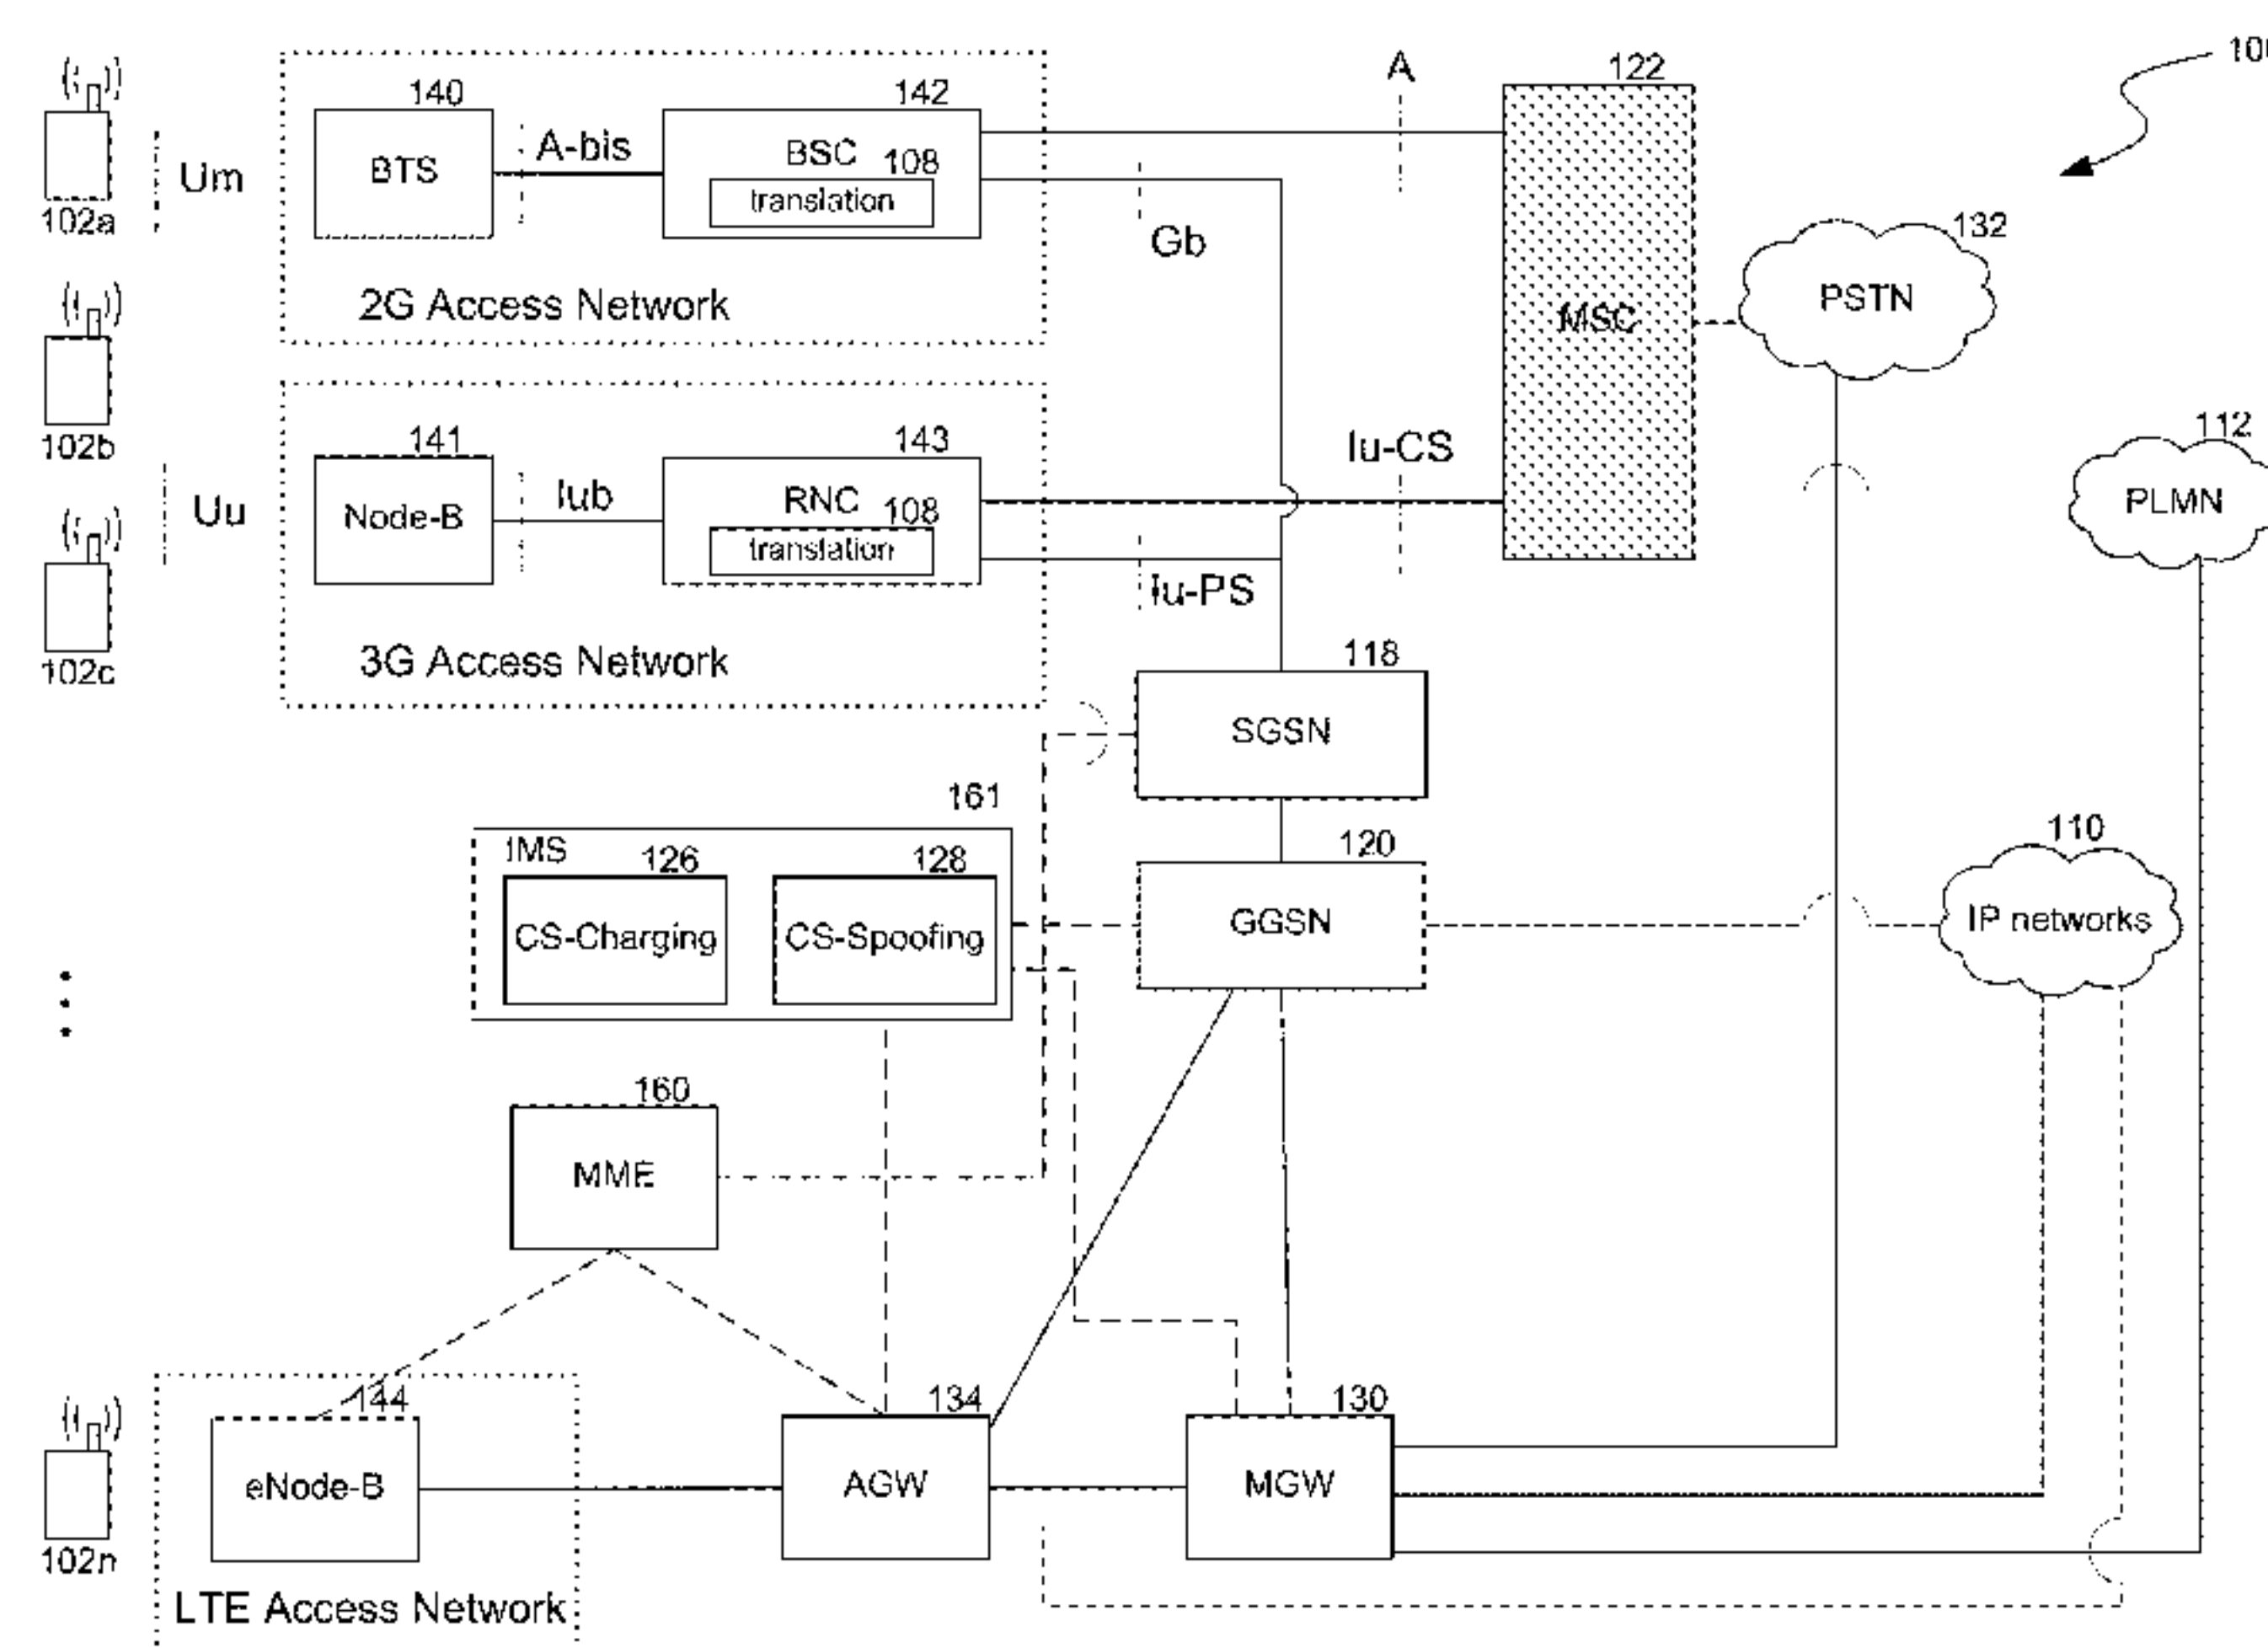 100
122
A
140
142
A-bis
BSC
108
BTS
Um
translation
102a
Gb
132
2G Access Network
PSTN
MSC
102b
112
141
143
Iu-CS
Iub
RNC
108
Node-B
Uu
PLMN
translation
Iu-PS
118
3G Access Network
102c
SGSN
161
110
IMS
126
128
120
CS-Charging
CS-Spoofing
GGSN
IP networks
160
MME
144
134
130
eNode-B
AGW
MGW
102n
LTE Access Network